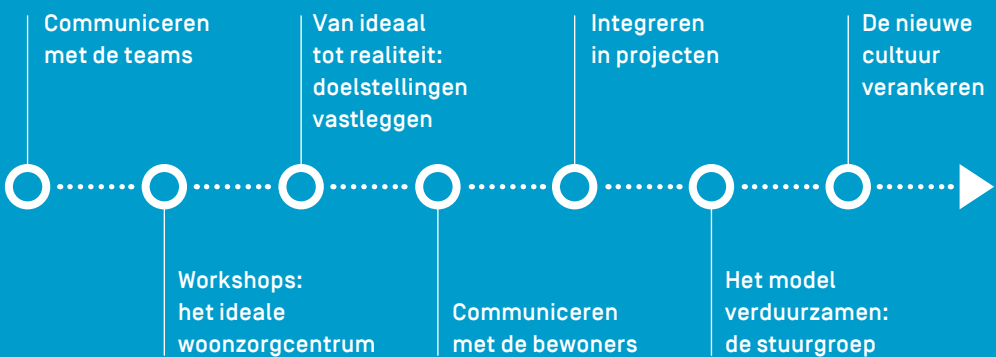 Communiceren
met de teams
Workshops:
het ideale
woonzorgcentrum
Van ideaal
tot realiteit:
doelstellingen
vastleggen
Communiceren
met de bewoners
Integreren
in projecten
Het model
verduurzamen:
de stuurgroep
De nieuwe
cultuur
verankeren